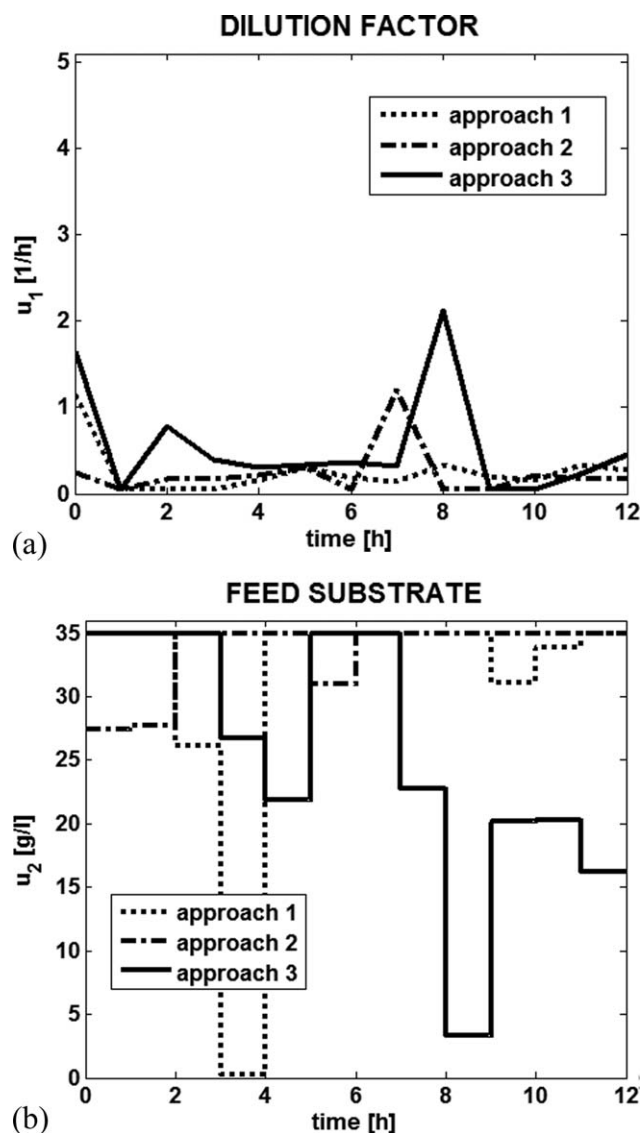 DILUTION FACTOR
5
4
3
2
1
0
u1 [1/h]
approach 1
approach 2
approach 3
0 2 4 6 8 10 12
time [h]
(a)
FEED SUBSTRATE
35
30
25
20
15
10
5
0
u2 [g/l]
approach 1
approach 2
approach 3
0 2 4 6 8 10 12
time [h]
(b)